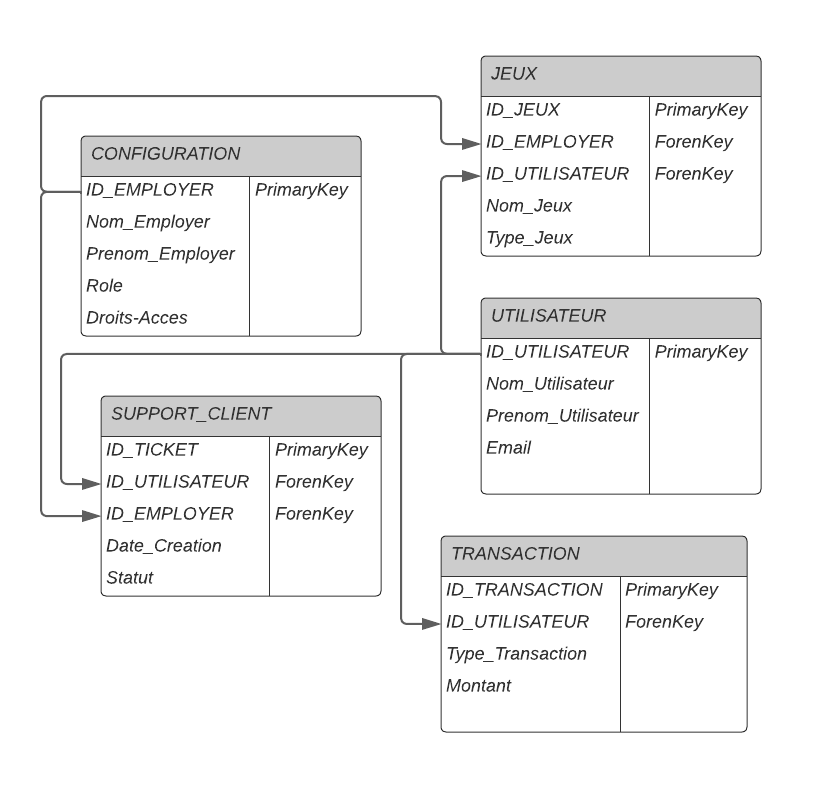 JEUX
ID_JEUX PrimaryKey
ID_EMPLOYER ForenKey
ID_UTILISATEUR ForenKey
Nom_Jeux
Type_Jeux
CONFIGURATION
ID_EMPLOYER PrimaryKey
Nom_Employer
Prenom_Employer
Role
Droits-Acces
UTILISATEUR
ID_UTILISATEUR PrimaryKey
Nom_Utilisateur
Prenom_Utilisateur
Email
SUPPORT_CLIENT
ID_TICKET PrimaryKey
ID_UTILISATEUR ForenKey
ID_EMPLOYER ForenKey
Date_Creation
Statut
TRANSACTION
ID_TRANSACTION PrimaryKey
ID_UTILISATEUR ForenKey
Type_Transaction
Montant